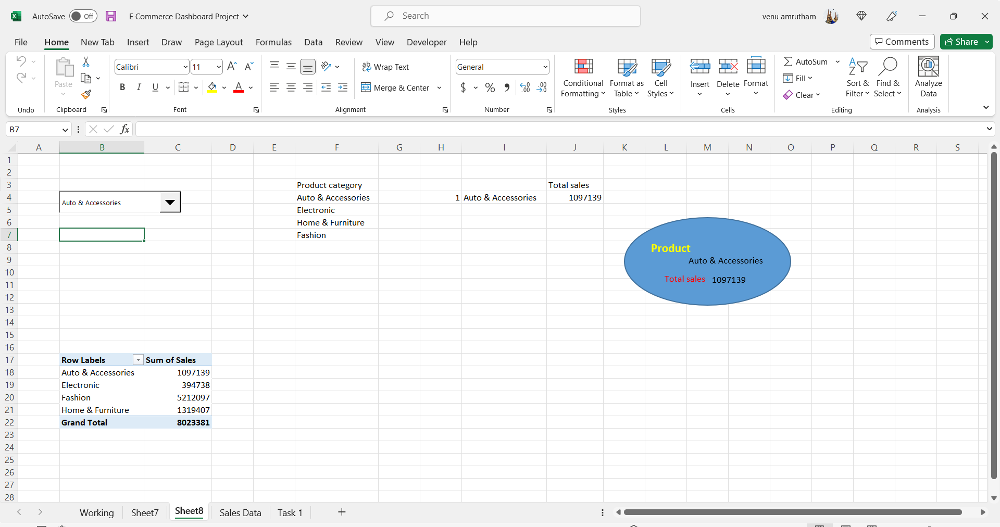 AutoSave Off E Commerce Dashboard Project Search venu amrutham
File Home New Tab Insert Draw Page Layout Formulas Data Review View Developer Help Comments Share
Paste Calibri 11 Wrap Text General Conditional Formatting Format as Table Cell Styles Insert Delete Format AutoSum Sort & Filter Find & Select Analyze Data
B I U A Merge & Center $ % Fill
Clear
Undo Clipboard Font Alignment Number Styles Cells Editing Analysis
B7 fx
A B C D E F G H I J K L M N O P Q R S
1
2
3 Product category Total sales
4 Auto & Accessories 1 Auto & Accessories 1097139
Auto & Accessories
5 Electronic
6 Home & Furniture
7 Fashion
8 Product
9 Auto & Accessories
10
11 Total sales 1097139
12
13
14
15
16
17 Row Labels Sum of Sales
18 Auto & Accessories 1097139
19 Electronic 394738
20 Fashion 5212097
21 Home & Furniture 1319407
22 Grand Total 8023381
23
24
25
26
27
28
Working Sheet7 Sheet8 Sales Data Task 1